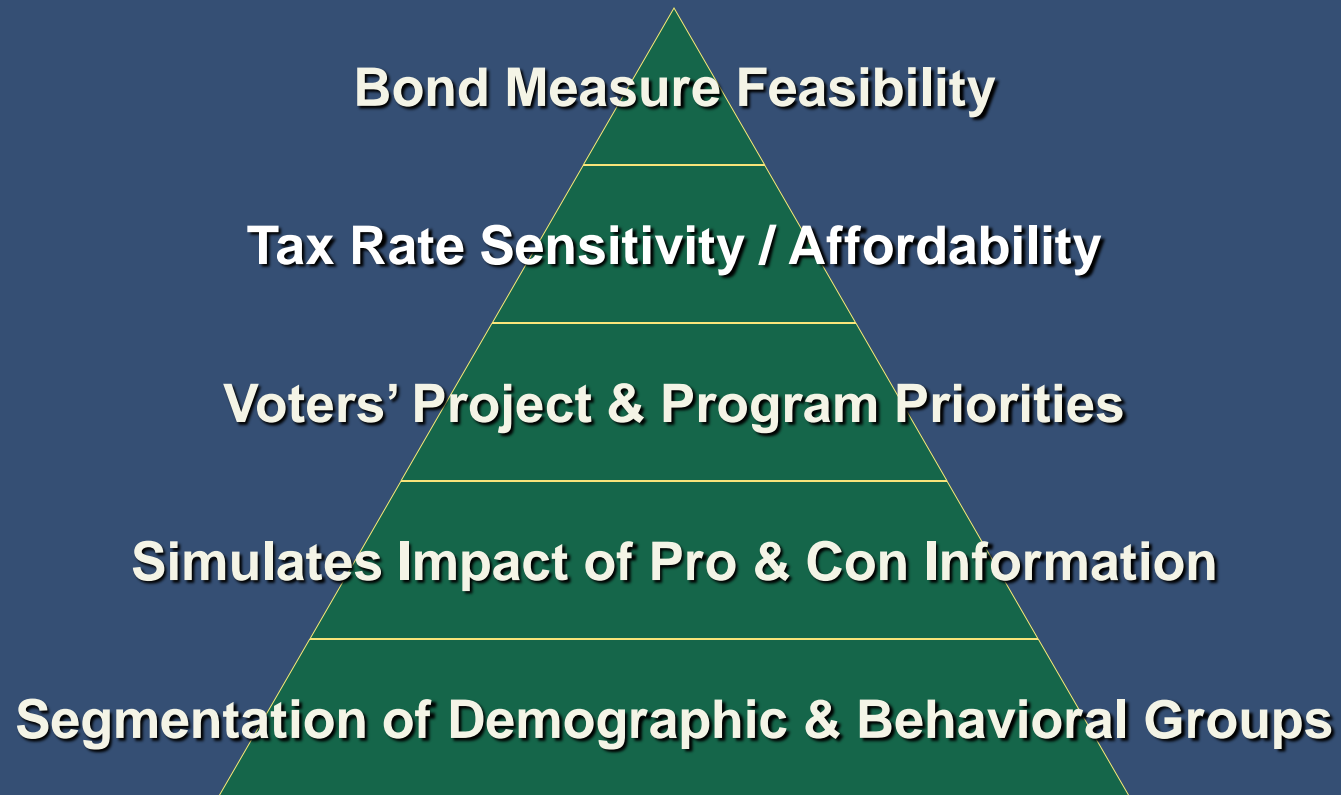 Bond Measure Feasibility
Tax Rate Sensitivity / Affordability
Voters’ Project & Program Priorities
Simulates Impact of Pro & Con Information
Segmentation of Demographic & Behavioral Groups